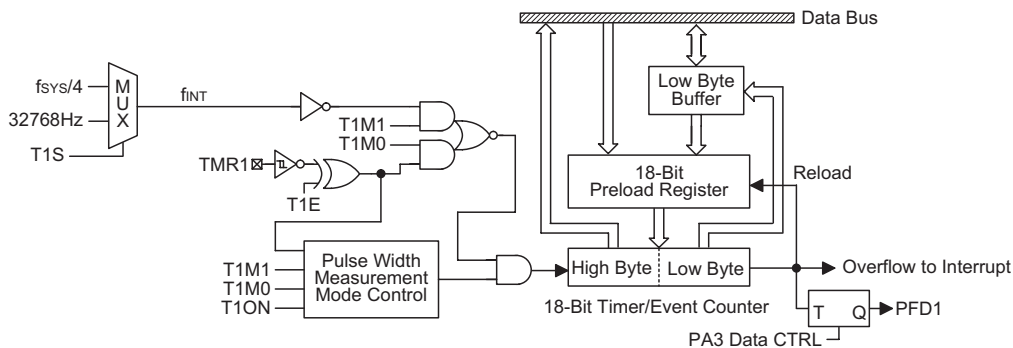 Data Bus
fSYS/4
MUX
fINT
32768Hz
T1S
T1M1
T1M0
TMR1
T1E
Low Byte
Buffer
18-Bit
Preload Register
Reload
T1M1
T1M0
T1ON
Pulse Width
Measurement
Mode Control
High Byte
Low Byte
Overflow to Interrupt
18-Bit Timer/Event Counter
T Q
PFD1
PA3 Data CTRL